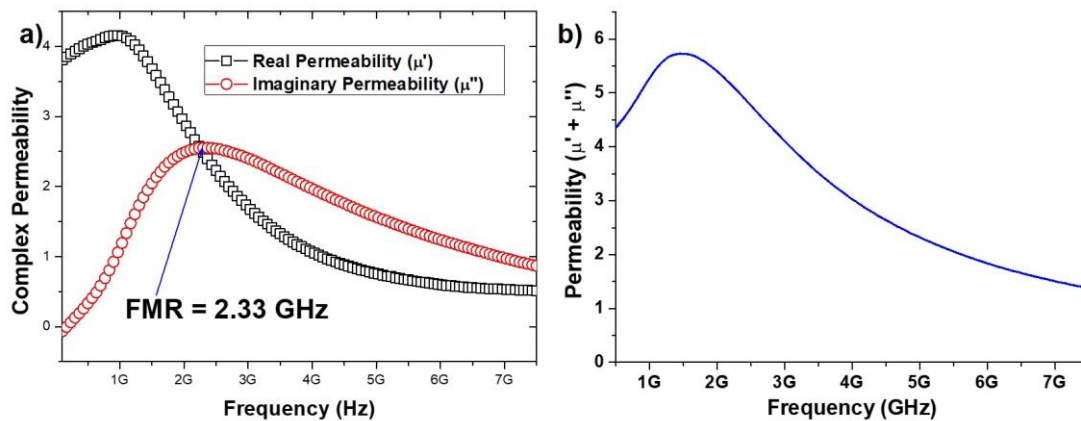 a)
Real Permeability (μ')
Imaginary Permeability (μ'')
Complex Permeability
4
3
2
1
0
FMR = 2.33 GHz
1G 2G 3G 4G 5G 6G 7G
Frequency (Hz)
b)
Permeability (μ' + μ'')
6
5
4
3
2
1
0
1G 2G 3G 4G 5G 6G 7G
Frequency (GHz)